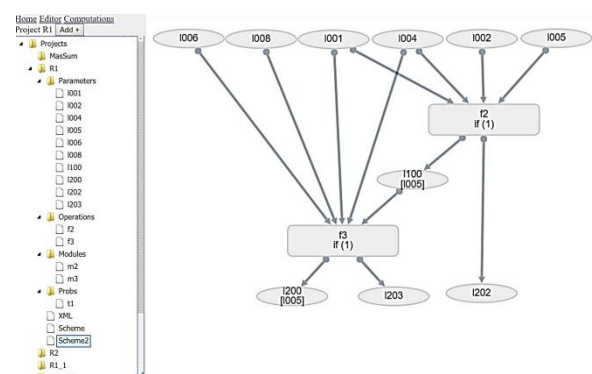 Home Editor Computations
Project R1 Add +
Projects
MasSum
R1
Parameters
I001
I002
I004
I005
I006
I008
I100
I200
I202
I203
Operations
f2
f3
Modules
m2
m3
Probs
t1
XML
Scheme
Scheme2
R2
R1_1
I006 I008 I001 I004 I002 I005
f2
if (1)
I100
[I005]
f3
if (1)
I200
[I005]
I203
I202